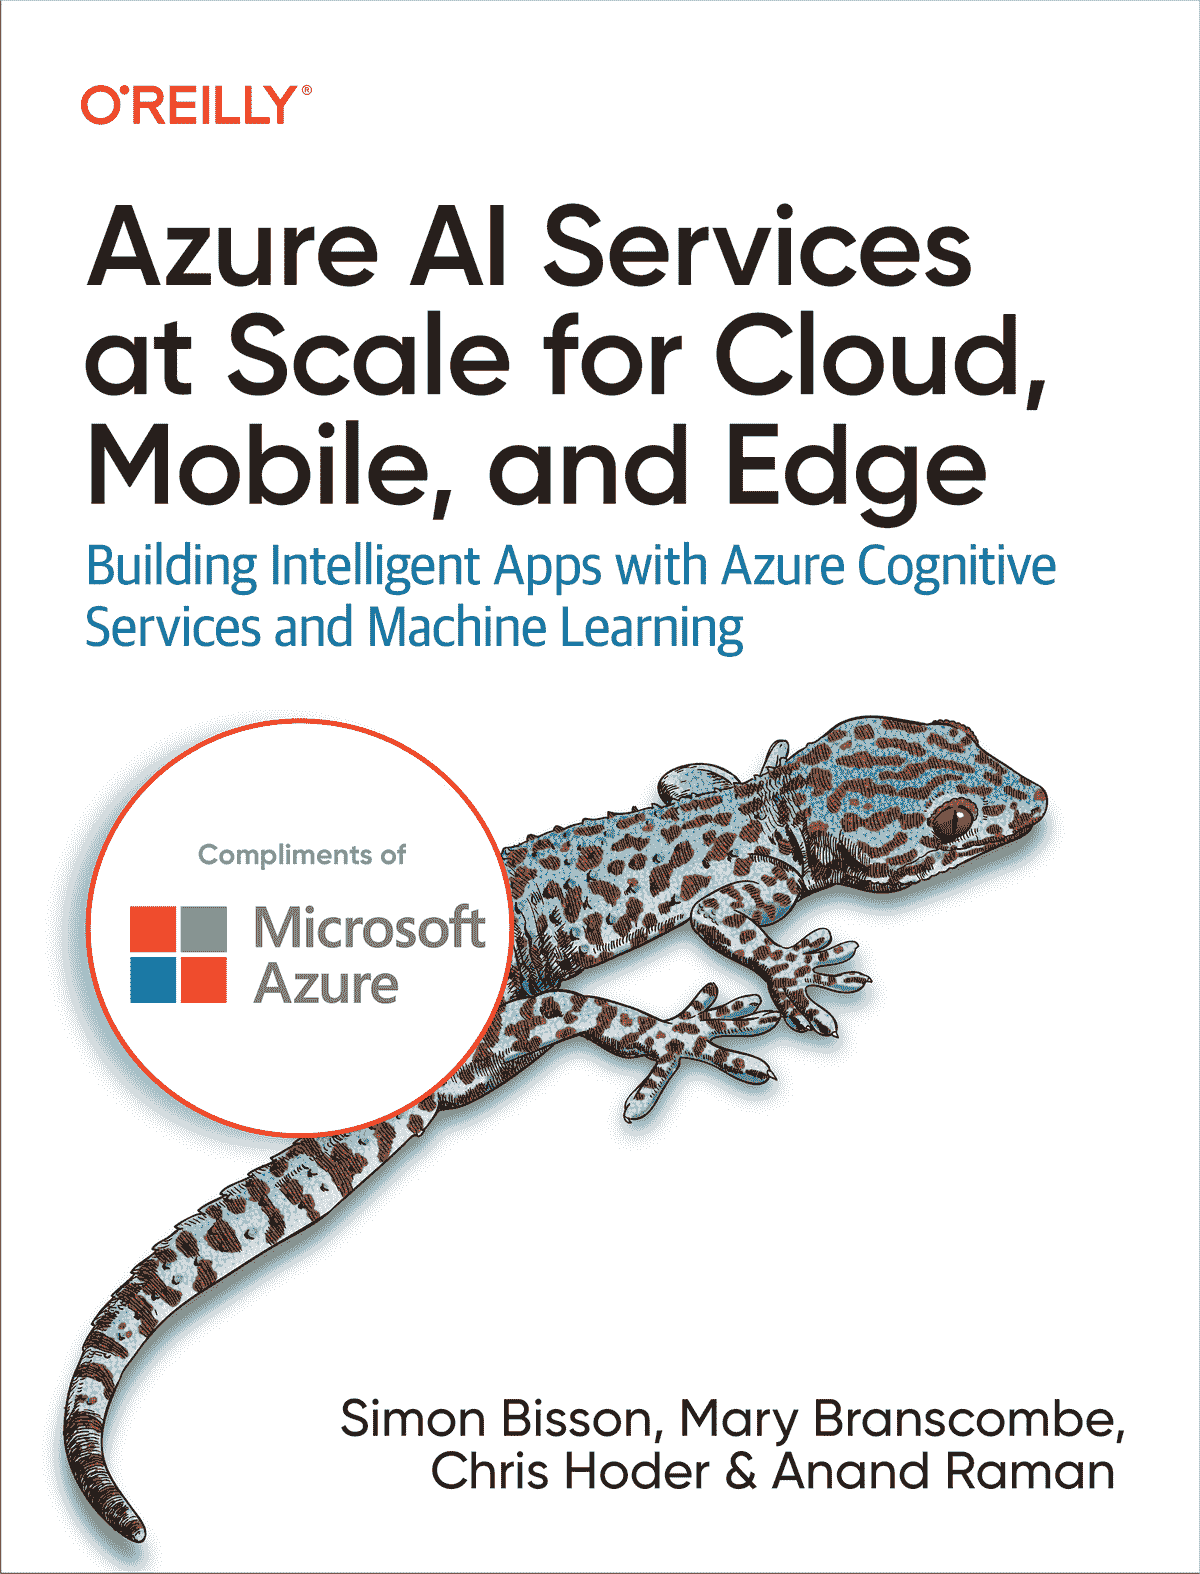 O'REILLY®
Azure AI Services
at Scale for Cloud,
Mobile, and Edge
Building Intelligent Apps with Azure Cognitive
Services and Machine Learning
Compliments of
Microsoft
Azure
Simon Bisson, Mary Branscombe,
Chris Hoder & Anand Raman